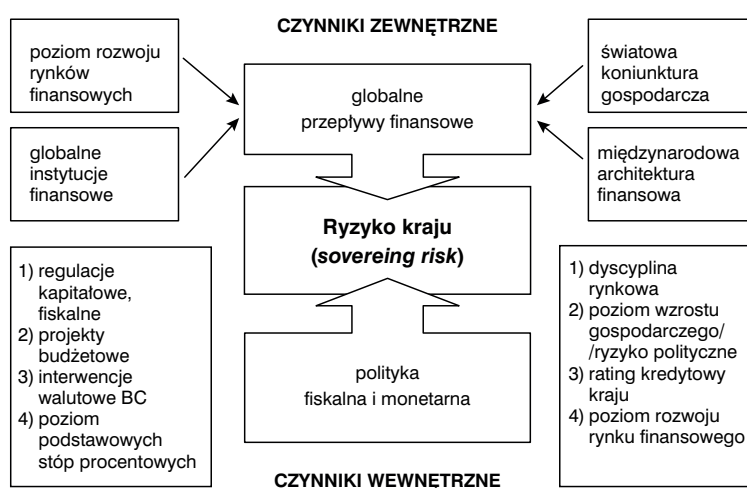 CZYNNIKI ZEWNĘTRZNE
poziom rozwoju
rynków
finansowych
globalne
instytucje
finansowe
globalne
przepływy finansowe
światowa
koniunktura
gospodarcza
międzynarodowa
architektura
finansowa
Ryzyko kraju
(sovereing risk)
1) regulacje
kapitałowe,
fiskalne
2) projekty
budżetowe
3) interwencje
walutowe BC
4) poziom
podstawowych
stóp procentowych
polityka
fiskalna i monetarna
1) dyscyplina
rynkowa
2) poziom wzrostu
gospodarczego/
/ryzyko polityczne
3) rating kredytowy
kraju
4) poziom rozwoju
rynku finansowego
CZYNNIKI WEWNĘTRZNE